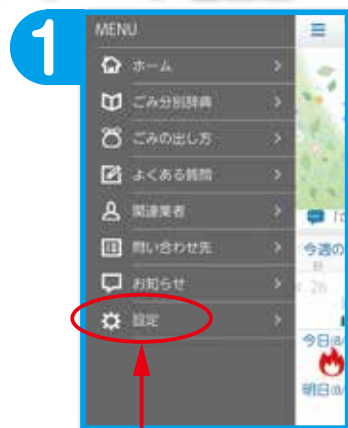 1
MENU
ホーム
ごみ分別辞典
ごみの出し方
よくある質問
関連業者
問い合わせ先
お知らせ
設定
今週の
日
26
今日
明日